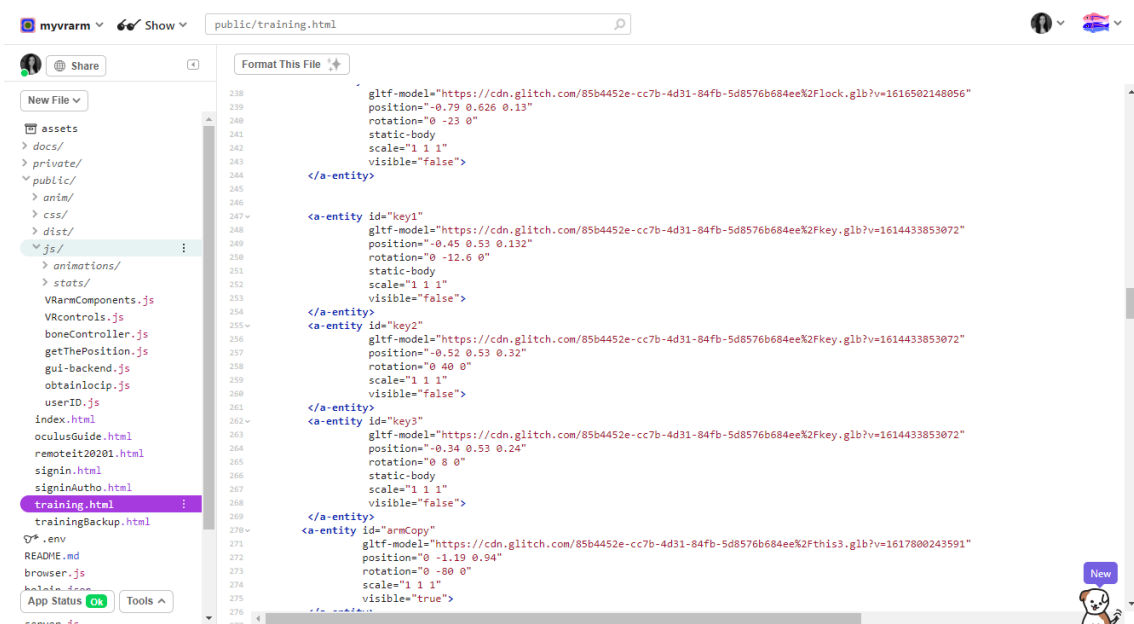 myvrarm
Show
public/training.html
Share
Format This File
New File
assets
docs/
private/
public/
anim/
css/
dist/
js/
animations/
stats/
VRarmComponents.js
VRcontrols.js
boneController.js
getThePosition.js
gui-backend.js
obtainlocip.js
userID.js
index.html
oculusGuide.html
remoteit20201.html
signin.html
signinAutho.html
training.html
trainingBackup.html
.env
README.md
browser.js
App Status Ok
Tools
server.js
238 gltf-model="https://cdn.glitch.com/85b4452e-cc7b-4d31-84fb-5d8576b684ee%2Flock.glb?v=1616502148056"
239 position="-0.79 0.626 0.13"
240 rotation="0 -23 0"
241 static-body
242 scale="1 1 1"
243 visible="false">
244 </a-entity>
245
246
247 <a-entity id="key1"
248 gltf-model="https://cdn.glitch.com/85b4452e-cc7b-4d31-84fb-5d8576b684ee%2Fkey.glb?v=1614433853072"
249 position="-0.45 0.53 0.132"
250 rotation="0 -12.6 0"
251 static-body
252 scale="1 1 1"
253 visible="false">
254 </a-entity>
255 <a-entity id="key2"
256 gltf-model="https://cdn.glitch.com/85b4452e-cc7b-4d31-84fb-5d8576b684ee%2Fkey.glb?v=1614433853072"
257 position="-0.52 0.53 0.32"
258 rotation="0 40 0"
259 scale="1 1 1"
260 visible="false">
261 </a-entity>
262 <a-entity id="key3"
263 gltf-model="https://cdn.glitch.com/85b4452e-cc7b-4d31-84fb-5d8576b684ee%2Fkey.glb?v=1614433853072"
264 position="-0.34 0.53 0.24"
265 rotation="0 8 0"
266 static-body
267 scale="1 1 1"
268 visible="false">
269 </a-entity>
270 <a-entity id="armCopy"
271 gltf-model="https://cdn.glitch.com/85b4452e-cc7b-4d31-84fb-5d8576b684ee%2Fthis3.glb?v=1617800243591"
272 position="0 -1.19 0.94"
273 rotation="0 -80 0"
274 scale="1 1 1"
275 visible="true">
276 </a-entity>
New